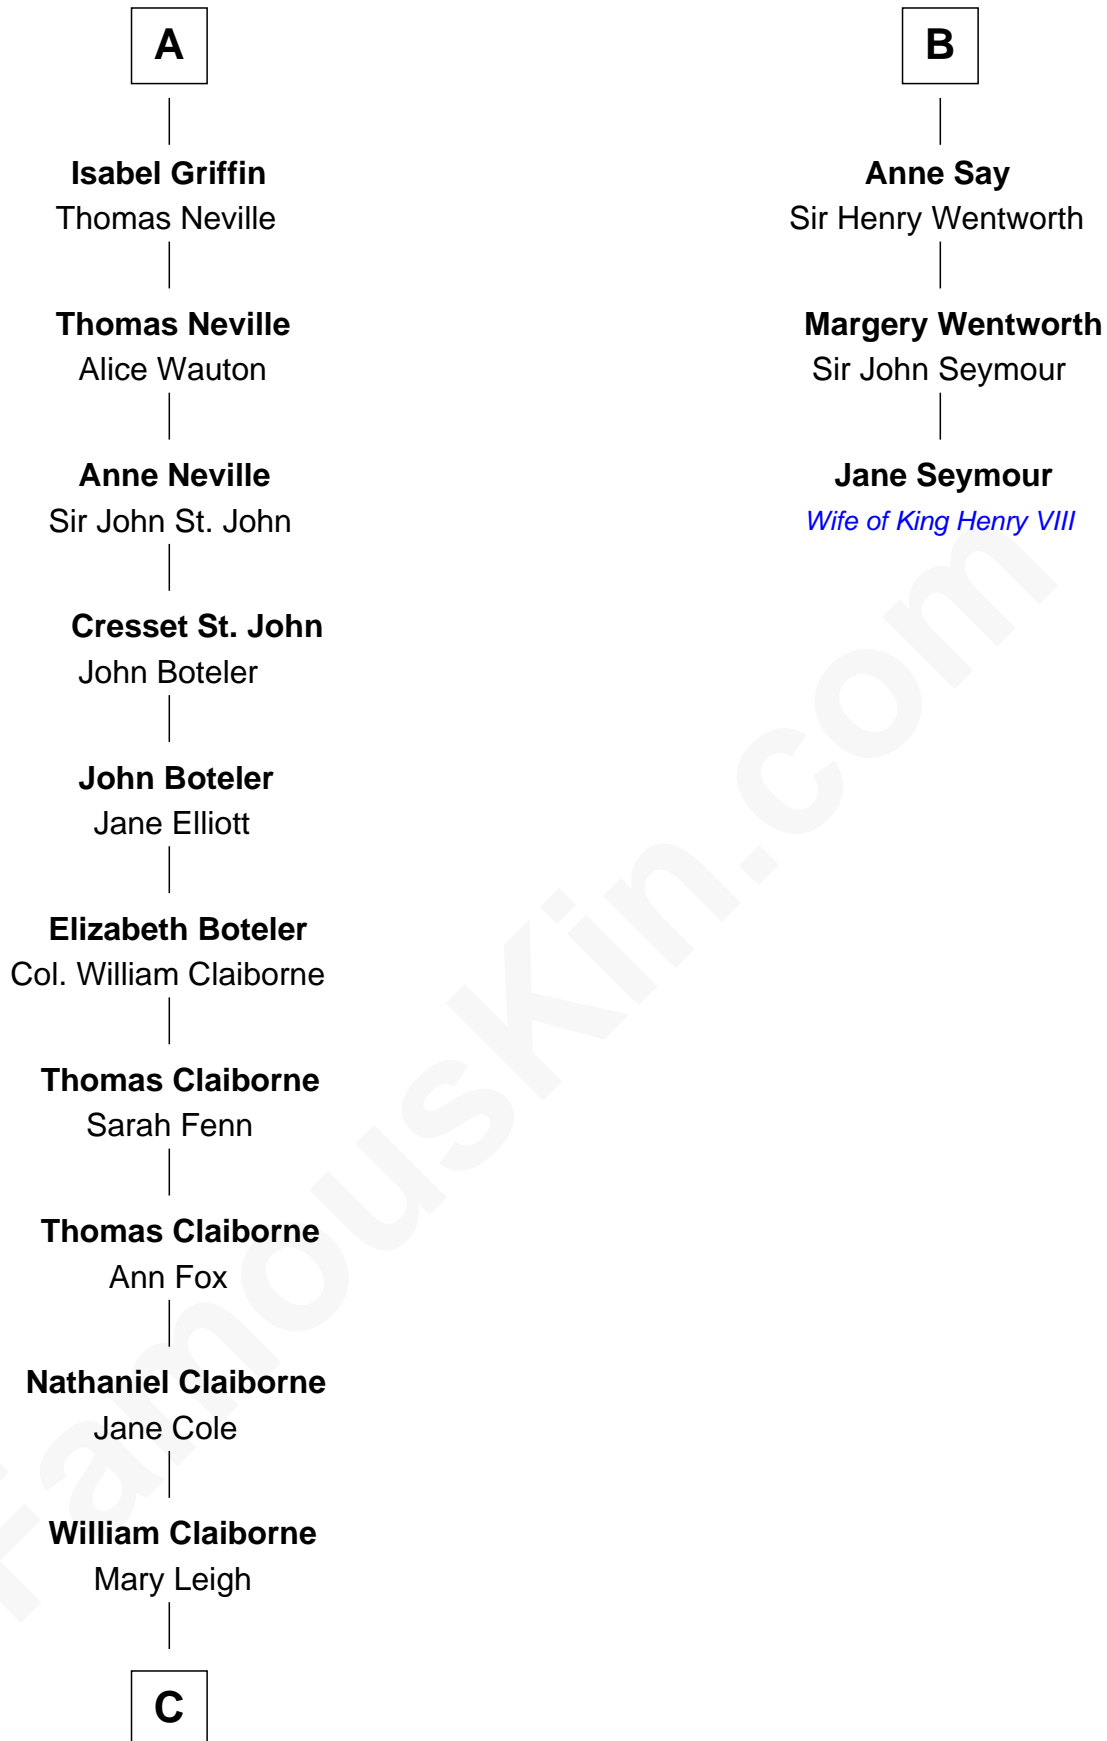 A
Isabel Griffin
Thomas Neville
Thomas Neville
Alice Wauton
Anne Neville
Sir John St. John
Cresset St. John
John Boteler
John Boteler
Jane Elliott
Elizabeth Boteler
Col. William Claiborne
Thomas Claiborne
Sarah Fenn
Thomas Claiborne
Ann Fox
Nathaniel Claiborne
Jane Cole
William Claiborne
Mary Leigh
C
B
Anne Say
Sir Henry Wentworth
Margery Wentworth
Sir John Seymour
Jane Seymour
Wife of King Henry VIII
FamousKin.com